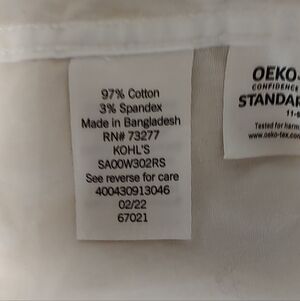 97% Cotton
3% Spandex
Made in Bangladesh
RN# 73277
KOHL'S
SA00W302RS
See reverse for care
400430913046
02/22
67021
OEKO-
CONFIDENCE
STANDAR
Tested for harm
www.oeko-tex.com